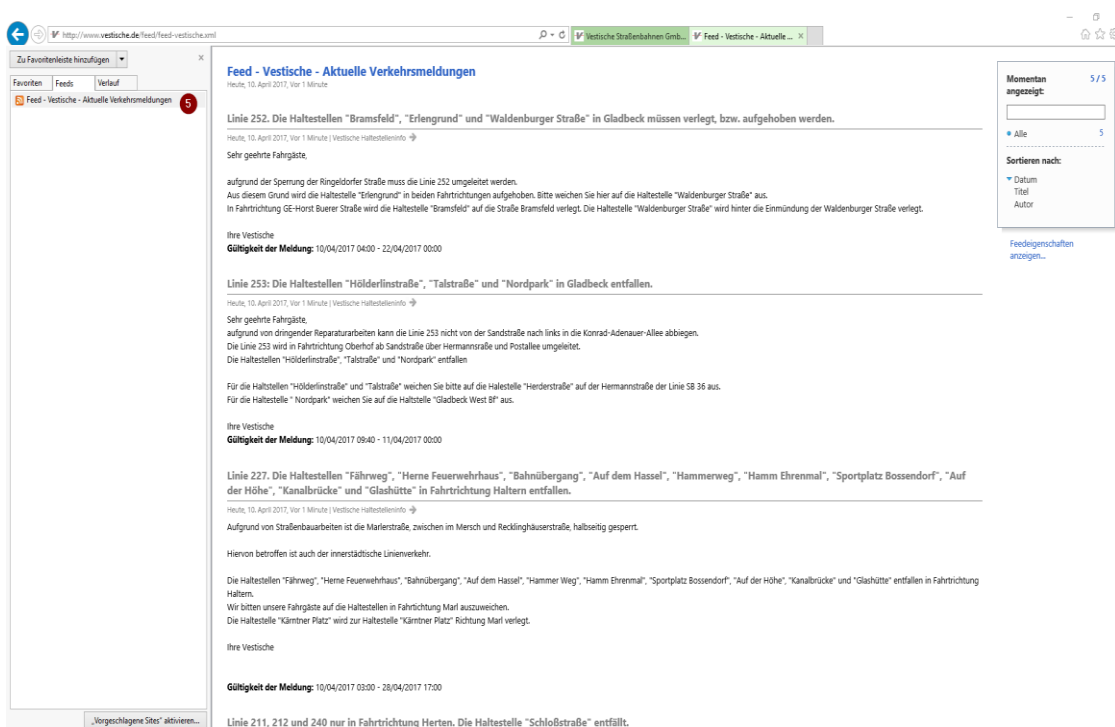 http://www.vestische.de/feed/feed-vestische.xml
Vestische Straßenbahnen Gmb...
Feed - Vestische - Aktuelle ...
Zu Favoritenleiste hinzufügen
Favoriten
Feeds
Verlauf
Feed - Vestische - Aktuelle Verkehrsmeldungen
5
Feed - Vestische - Aktuelle Verkehrsmeldungen
Heute, 10. April 2017, Vor 1 Minute
Linie 252. Die Haltestellen "Bramsfeld", "Erlengrund" und "Waldenburger Straße" in Gladbeck müssen verlegt, bzw. aufgehoben werden.
Heute, 10. April 2017, Vor 1 Minute | Vestische Haltestelleninfo
Sehr geehrte Fahrgäste,
aufgrund der Sperrung der Ringeldorfer Straße muss die Linie 252 umgeleitet werden.
Aus diesem Grund wird die Haltestelle "Erlengrund" in beiden Fahrtrichtungen aufgehoben. Bitte weichen Sie hier auf die Haltestelle "Waldenburger Straße" aus.
In Fahrtrichtung GE-Horst Buerer Straße wird die Haltestelle "Bramsfeld" auf die Straße Bramsfeld verlegt. Die Haltestelle "Waldenburger Straße" wird hinter die Einmündung der Waldenburger Straße verlegt.
Ihre Vestische
Gültigkeit der Meldung: 10/04/2017 04:00 - 22/04/2017 00:00
Linie 253: Die Haltestellen "Hölderlinstraße", "Talstraße" und "Nordpark" in Gladbeck entfallen.
Heute, 10. April 2017, Vor 1 Minute | Vestische Haltestelleninfo
Sehr geehrte Fahrgäste,
aufgrund von dringender Reparaturarbeiten kann die Linie 253 nicht von der Sandstraße nach links in die Konrad-Adenauer-Allee abbiegen.
Die Linie 253 wird in Fahrtrichtung Oberhof ab Sandstraße über Hermannsraße und Postallee umgeleitet.
Die Haltestellen "Hölderlinstraße", "Talstraße" und "Nordpark" entfallen
Für die Haltstellen "Hölderlinstraße" und "Talstraße" weichen Sie bitte auf die Halestelle "Herderstraße" auf der Hermannstraße der Linie SB 36 aus.
Für die Haltestelle " Nordpark" weichen Sie auf die Haltstelle "Gladbeck West Bf" aus.
Ihre Vestische
Gültigkeit der Meldung: 10/04/2017 09:40 - 11/04/2017 00:00
Linie 227. Die Haltestellen "Fährweg", "Herne Feuerwehrhaus", "Bahnübergang", "Auf dem Hassel", "Hammerweg", "Hamm Ehrenmal", "Sportplatz Bossendorf", "Auf
der Höhe", "Kanalbrücke" und "Glashütte" in Fahrtrichtung Haltern entfallen.
Heute, 10. April 2017, Vor 1 Minute | Vestische Haltestelleninfo
Aufgrund von Straßenbauarbeiten ist die Marlerstraße, zwischen im Mersch und Recklinghäuserstraße, halbseitig gesperrt.
Hiervon betroffen ist auch der innerstädtische Linienverkehr.
Die Haltestellen "Fährweg", "Herne Feuerwehrhaus", "Bahnübergang", "Auf dem Hassel", "Hammer Weg", "Hamm Ehrenmal", "Sportplatz Bossendorf", "Auf der Höhe", "Kanalbrücke" und "Glashütte" entfallen in Fahrtrichtung
Haltern.
Wir bitten unsere Fahrgäste auf die Haltestellen in Fahrtichtung Marl auszuweichen.
Die Haltestelle "Kärntner Platz" wird zur Haltestelle "Kärntner Platz" Richtung Marl verlegt.
Ihre Vestische
Gültigkeit der Meldung: 10/04/2017 03:00 - 28/04/2017 17:00
Linie 211, 212 und 240 nur in Fahrtrichtung Herten. Die Haltestelle "Schloßstraße" entfällt.
Momentan
angezeigt:
5 / 5
Alle
5
Sortieren nach:
Datum
Titel
Autor
Feedeigenschaften
anzeigen...
„Vorgeschlagene Sites" aktivieren...